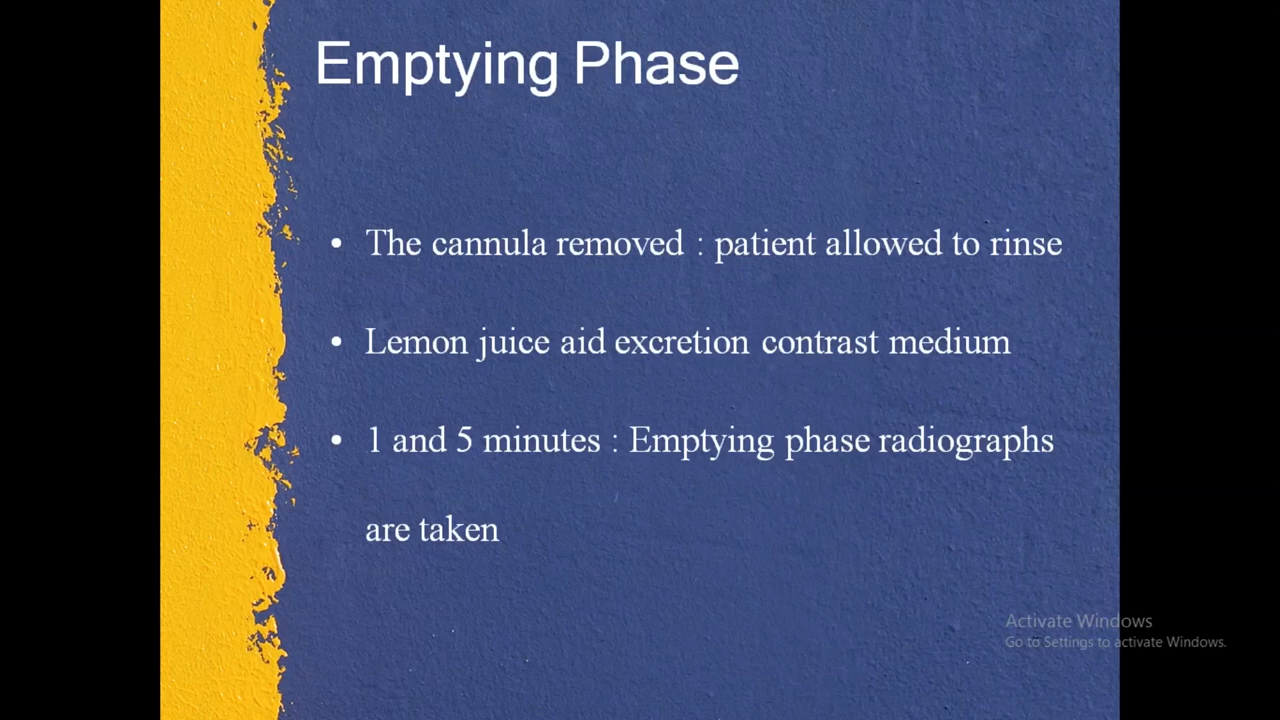 Emptying Phase
• The cannula removed : patient allowed to rinse
• Lemon juice aid excretion contrast medium
• 1 and 5 minutes : Emptying phase radiographs
are taken
Activate Windows
Go to Settings to activate Windows.